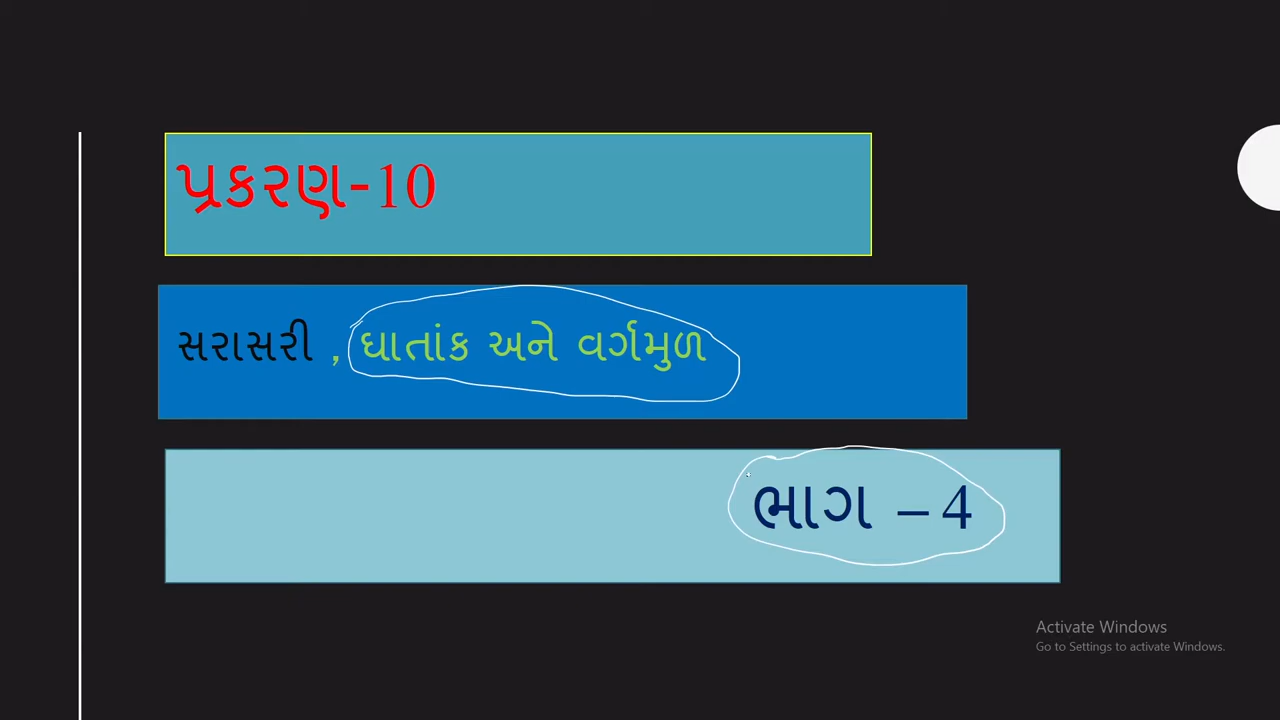 પ્રકરણ-10
સરાસરી , ઘાતાંક અને વર્ગમુળ
ભાગ – 4
Activate Windows
Go to Settings to activate Windows.